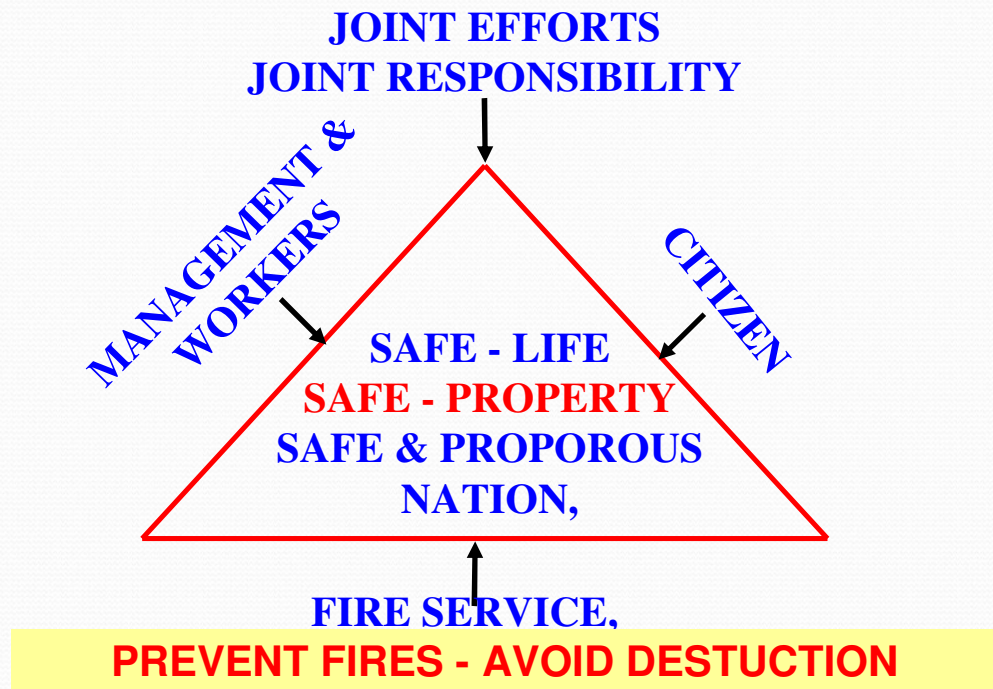 JOINT EFFORTS
JOINT RESPONSIBILITY
MANAGEMENT &
WORKERS
CITIZEN
SAFE - LIFE
SAFE - PROPERTY
SAFE & PROPOROUS
NATION,
FIRE SERVICE,
PREVENT FIRES - AVOID DESTUCTION